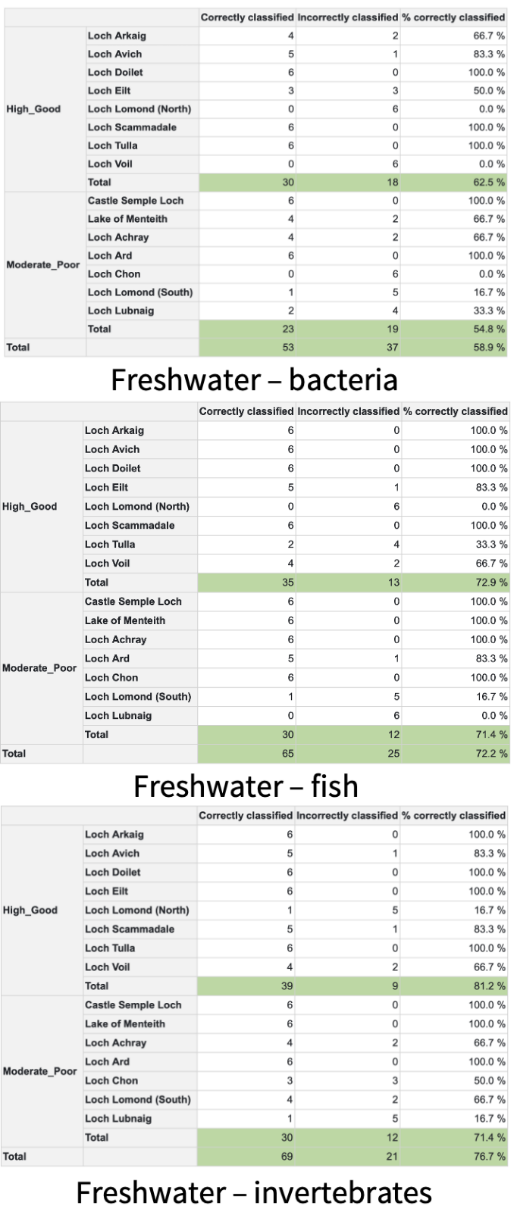 Correctly classified Incorrectly classified % correctly classified
Loch Arkaig 4 2 66.7 %
Loch Avich 5 1 83.3 %
Loch Doilet 6 0 100.0 %
Loch Eilt 3 3 50.0 %
High_Good Loch Lomond (North) 0 6 0.0 %
Loch Scammadale 6 0 100.0 %
Loch Tulla 6 0 100.0 %
Loch Voil 0 6 0.0 %
Total 30 18 62.5 %
Castle Semple Loch 6 0 100.0 %
Lake of Menteith 4 2 66.7 %
Loch Achray 4 2 66.7 %
Moderate_Poor Loch Ard 6 0 100.0 %
Loch Chon 0 6 0.0 %
Loch Lomond (South) 1 5 16.7 %
Loch Lubnaig 2 4 33.3 %
Total 23 19 54.8 %
Total 53 37 58.9 %
Freshwater – bacteria
Correctly classified Incorrectly classified % correctly classified
Loch Arkaig 6 0 100.0 %
Loch Avich 6 0 100.0 %
Loch Doilet 6 0 100.0 %
Loch Eilt 5 1 83.3 %
High_Good Loch Lomond (North) 0 6 0.0 %
Loch Scammadale 6 0 100.0 %
Loch Tulla 2 4 33.3 %
Loch Voil 4 2 66.7 %
Total 35 13 72.9 %
Castle Semple Loch 6 0 100.0 %
Lake of Menteith 6 0 100.0 %
Loch Achray 6 0 100.0 %
Moderate_Poor Loch Ard 5 1 83.3 %
Loch Chon 6 0 100.0 %
Loch Lomond (South) 1 5 16.7 %
Loch Lubnaig 0 6 0.0 %
Total 30 12 71.4 %
Total 65 25 72.2 %
Freshwater – fish
Correctly classified Incorrectly classified % correctly classified
Loch Arkaig 6 0 100.0 %
Loch Avich 5 1 83.3 %
Loch Doilet 6 0 100.0 %
Loch Eilt 6 0 100.0 %
High_Good Loch Lomond (North) 1 5 16.7 %
Loch Scammadale 5 1 83.3 %
Loch Tulla 6 0 100.0 %
Loch Voil 4 2 66.7 %
Total 39 9 81.2 %
Castle Semple Loch 6 0 100.0 %
Lake of Menteith 6 0 100.0 %
Loch Achray 4 2 66.7 %
Moderate_Poor Loch Ard 6 0 100.0 %
Loch Chon 3 3 50.0 %
Loch Lomond (South) 4 2 66.7 %
Loch Lubnaig 1 5 16.7 %
Total 30 12 71.4 %
Total 69 21 76.7 %
Freshwater – invertebrates